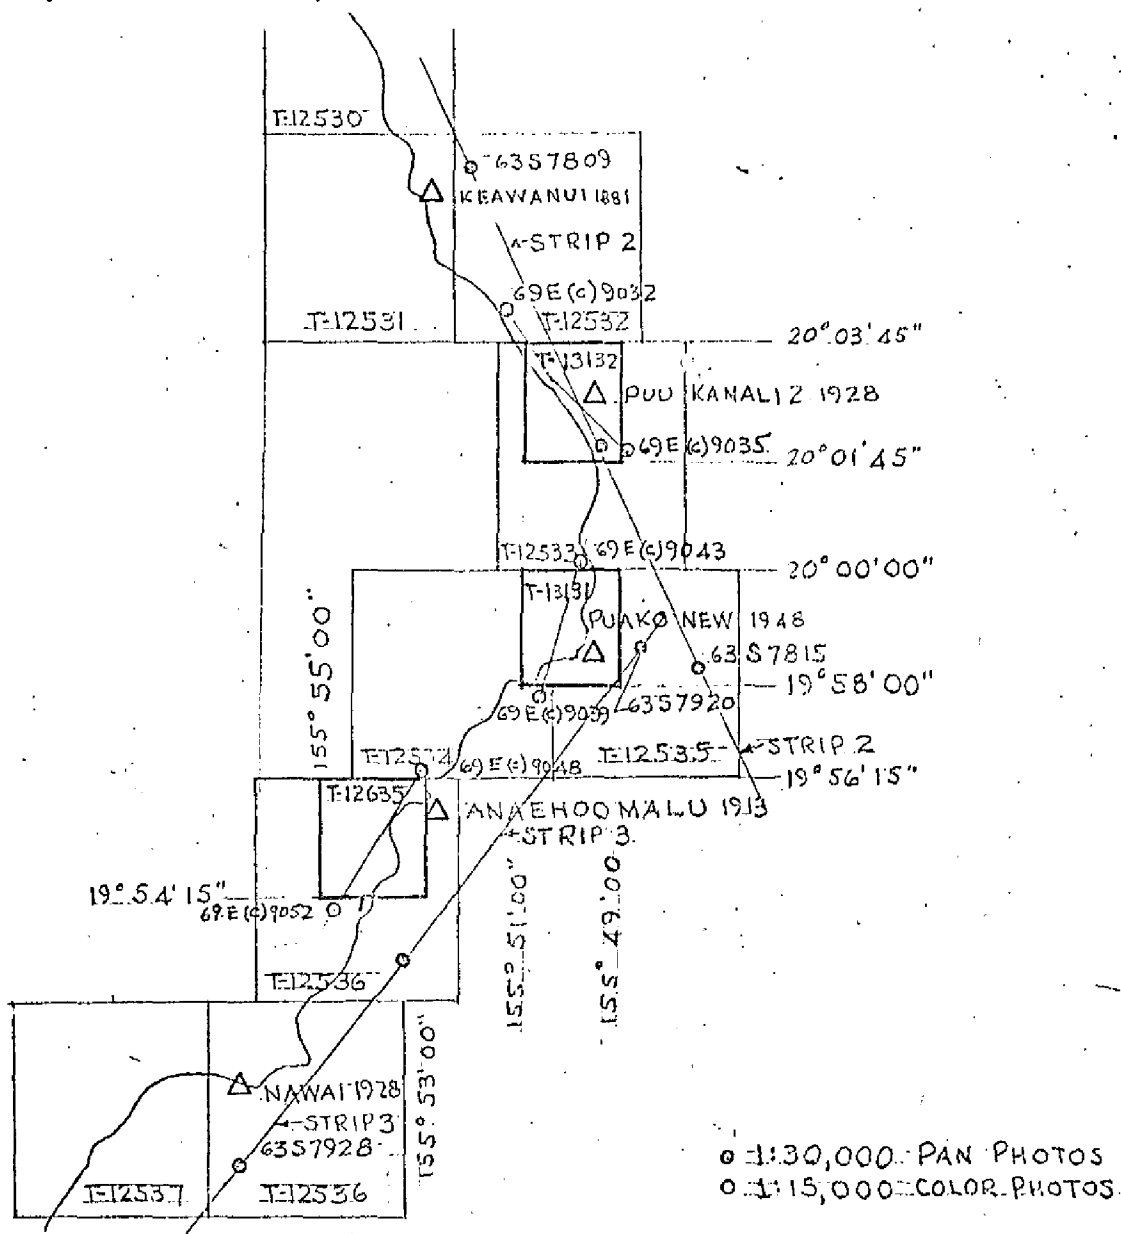 T-12530
63S7809
KEAWANUI 1881
STRIP 2
69E(c)9032
T-12531
T-12532
20° 03' 45"
T-13132
PUU KAMALI 2 1928
69E(c)9035
20° 01' 45"
T-12533
69E(c)9043
20° 00' 00"
T-13131
PUAKO NEW 1948
155° 55' 00"
63S7815
19° 58' 00"
69E(c)9039
63S7920
T-12534
69E(c)9048
T-12535
STRIP 2
19° 56' 15"
T-12635
ANAEHOOMALU 1913
STRIP 3
19° 54' 15"
69E(c)9052
155° 51' 00"
155° 49' 00"
T-12536
155° 53' 00"
NAWAI 1928
STRIP 3
63S7928
T-12537
T-12536
1:30,000 PAN PHOTOS
1:15,000 COLOR PHOTOS